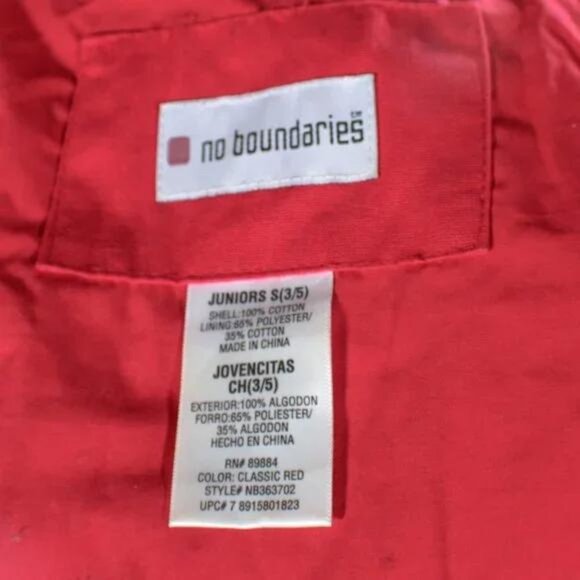 no boundaries™
JUNIORS S(3/5)
SHELL:100% COTTON
LINING:65% POLYESTER/
35% COTTON
MADE IN CHINA
JOVENCITAS
CH(3/5)
EXTERIOR:100% ALGODON
FORRO:65% POLIESTER/
35% ALGODON
HECHO EN CHINA
RN# 89884
COLOR: CLASSIC RED
STYLE# NB363702
UPC# 7 8915801823